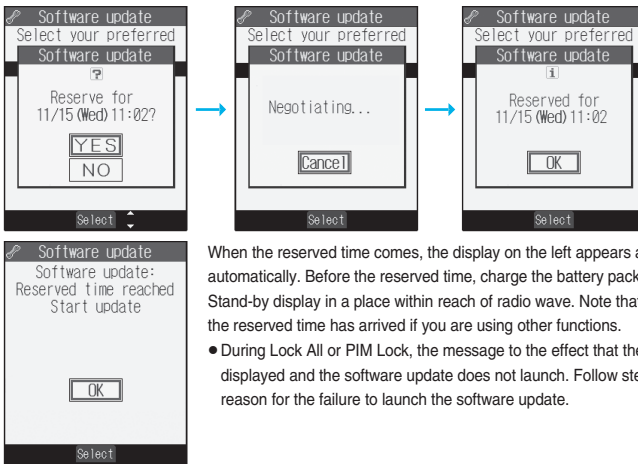 Software update
Select your preferred
Software update
?
Reserve for
11/15(Wed)11:02?
YES
NO
Select
Software update
Select your preferred
Software update
Negotiating...
Cancel
Select
Software update
Select your preferred
Software update
i
Reserved for
11/15(Wed)11:02
OK
Select
Software update
Software update:
Reserved time reached
Start update
OK
Select
When the reserved time comes, the display on the left appears a
automatically. Before the reserved time, charge the battery pack
Stand-by display in a place within reach of radio wave. Note that
the reserved time has arrived if you are using other functions.
● During Lock All or PIM Lock, the message to the effect that the
displayed and the software update does not launch. Follow ste
reason for the failure to launch the software update.